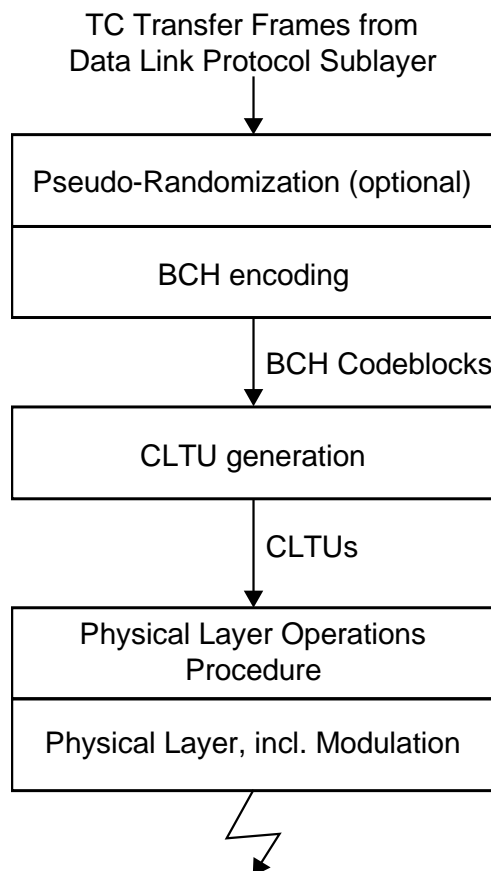 TC Transfer Frames from
Data Link Protocol Sublayer
Pseudo-Randomization (optional)
BCH encoding
BCH Codeblocks
CLTU generation
CLTUs
Physical Layer Operations
Procedure
Physical Layer, incl. Modulation